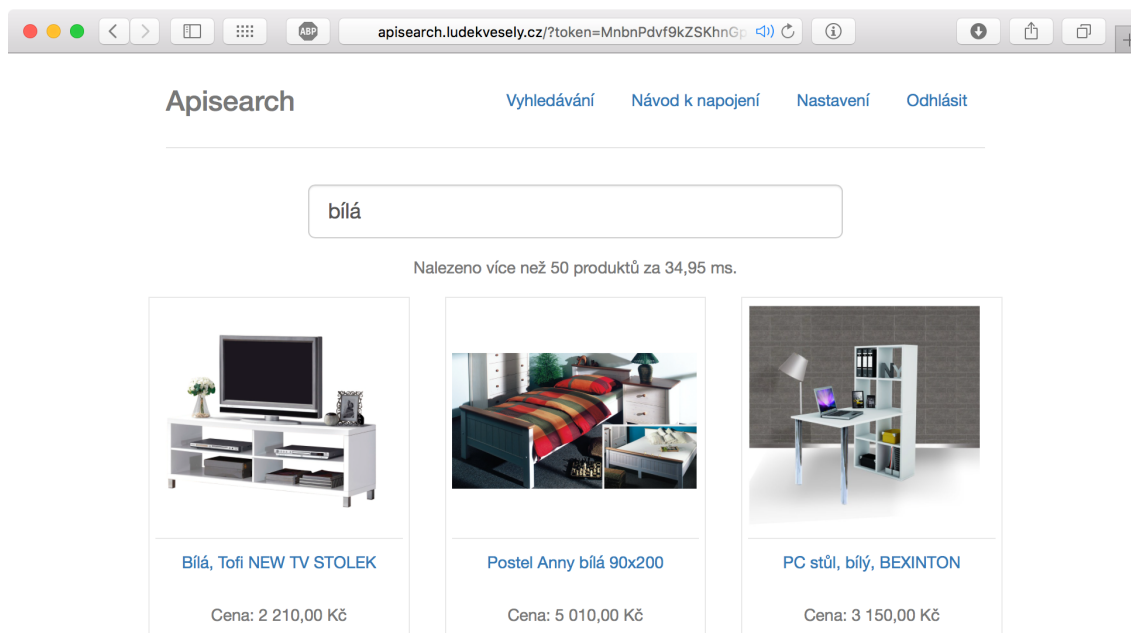 ABP
apisearch.ludekvesely.cz/?token=MnbnPdvf9kZSKhnGp
Apisearch
Vyhledávání Návod k napojení Nastavení Odhlásit
bílá
Nalezeno více než 50 produktů za 34,95 ms.
NY
Bílá, Tofi NEW TV STOLEK
Postel Anny bílá 90x200
PC stůl, bílý, BEXINTON
Cena: 2 210,00 Kč
Cena: 5 010,00 Kč
Cena: 3 150,00 Kč